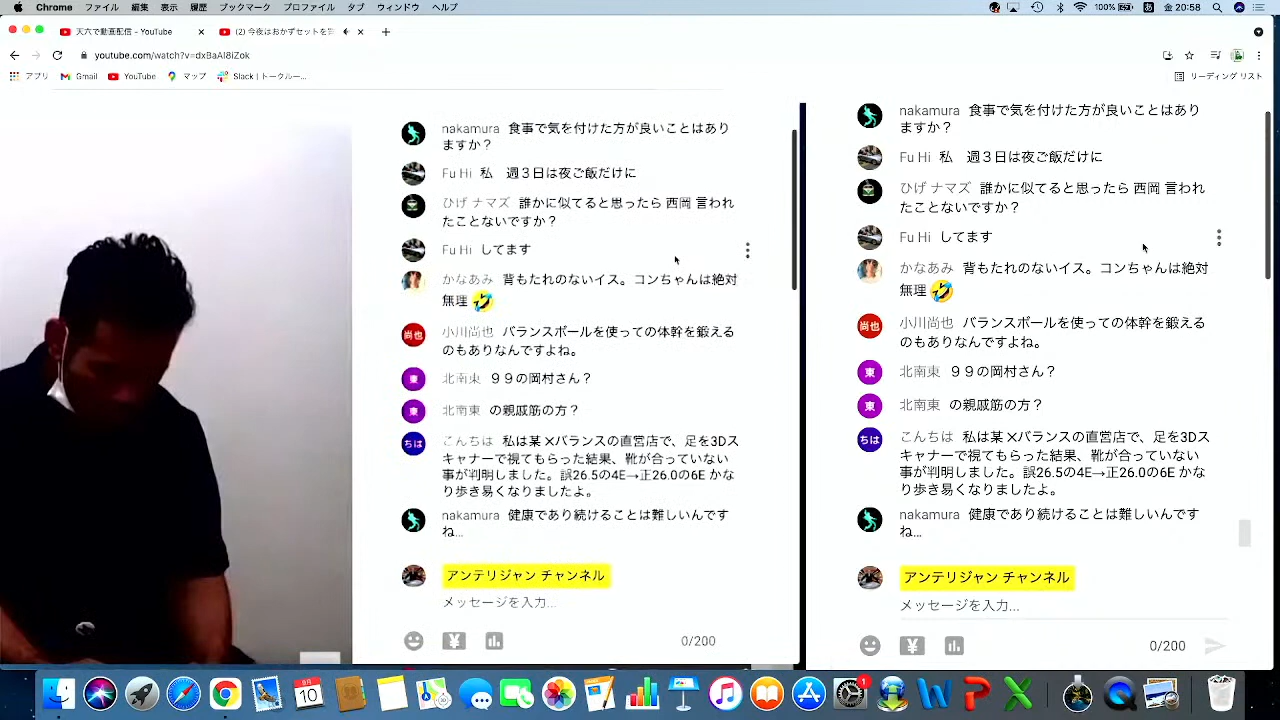 Chrome ファイル 編集 表示 履歴 ブックマーク プロファイル タブ ウィンドウ ヘルプ
100% 金 20:58
天六で動画配信 - YouTube
(2) 今夜はおかずセットを
youtube.com/watch?v=dxBaAl8iZok
アプリ Gmail YouTube マップ Slack | トークルー...
リーディング リスト
nakamura 食事で気を付けた方が良いことはあり
ますか？
Fu Hi 私 週３日は夜ご飯だけに
ひげ ナマズ 誰かに似てると思ったら 西岡 言われ
たことないですか？
Fu Hi してます
かなあみ 背もたれのないイス。コンちゃんは絶対
無理🤣
小川尚也 バランスボールを使っての体幹を鍛える
のもありなんですよね。
北南東 ９９の岡村さん？
北南東 の親戚筋の方？
こんちは 私は某✕バランスの直営店で、足を3Dス
キャナーで視てもらった結果、靴が合っていない
事が判明しました。誤26.5の4E→正26.0の6E かな
り歩き易くなりましたよ。
nakamura 健康であり続けることは難しいんです
ね...
アンテリジャン チャンネル
メッセージを入力...
0/200
nakamura 食事で気を付けた方が良いことはあり
ますか？
Fu Hi 私 週３日は夜ご飯だけに
ひげ ナマズ 誰かに似てると思ったら 西岡 言われ
たことないですか？
Fu Hi してます
かなあみ 背もたれのないイス。コンちゃんは絶対
無理🤣
小川尚也 バランスボールを使っての体幹を鍛える
のもありなんですよね。
北南東 ９９の岡村さん？
北南東 の親戚筋の方？
こんちは 私は某✕バランスの直営店で、足を3Dス
キャナーで視てもらった結果、靴が合っていない
事が判明しました。誤26.5の4E→正26.0の6E かな
り歩き易くなりましたよ。
nakamura 健康であり続けることは難しいんです
ね...
アンテリジャン チャンネル
メッセージを入力...
0/200
尚也
東
東
ちは
尚也
東
東
ちは
8月
10
1